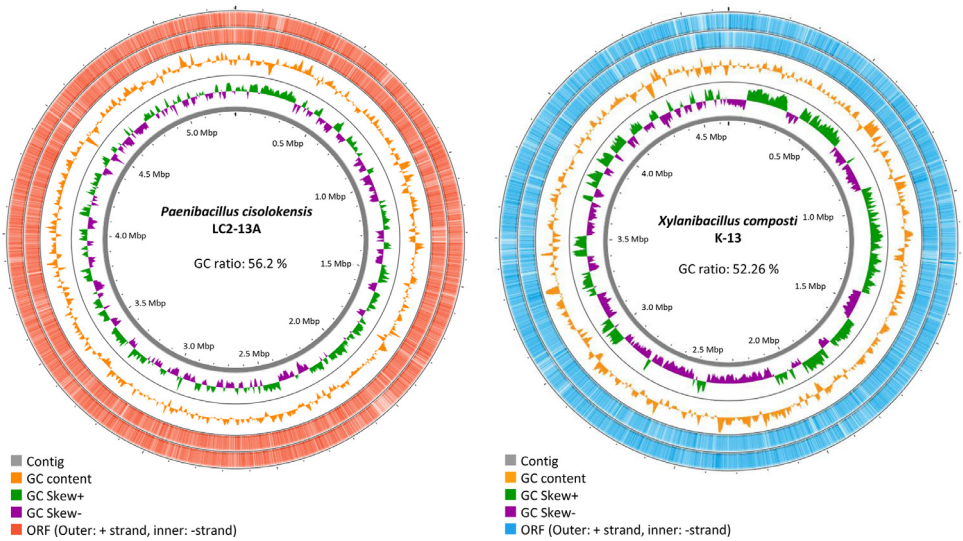 5.0 Mbp
0.5 Mbp
4.5 Mbp
1.0 Mbp
Paenibacillus cisolokensis
LC2-13A
4.0 Mbp
GC ratio: 56.2 %
1.5 Mbp
3.5 Mbp
2.0 Mbp
3.0 Mbp
2.5 Mbp
Contig
GC content
GC Skew+
GC Skew-
ORF (Outer: + strand, inner: -strand)
4.5 Mbp
0.5 Mbp
4.0 Mbp
1.0 Mbp
Xylanibacillus composti
K-13
3.5 Mbp
GC ratio: 52.26 %
1.5 Mbp
3.0 Mbp
2.0 Mbp
2.5 Mbp
Contig
GC content
GC Skew+
GC Skew-
ORF (Outer: + strand, inner: -strand)